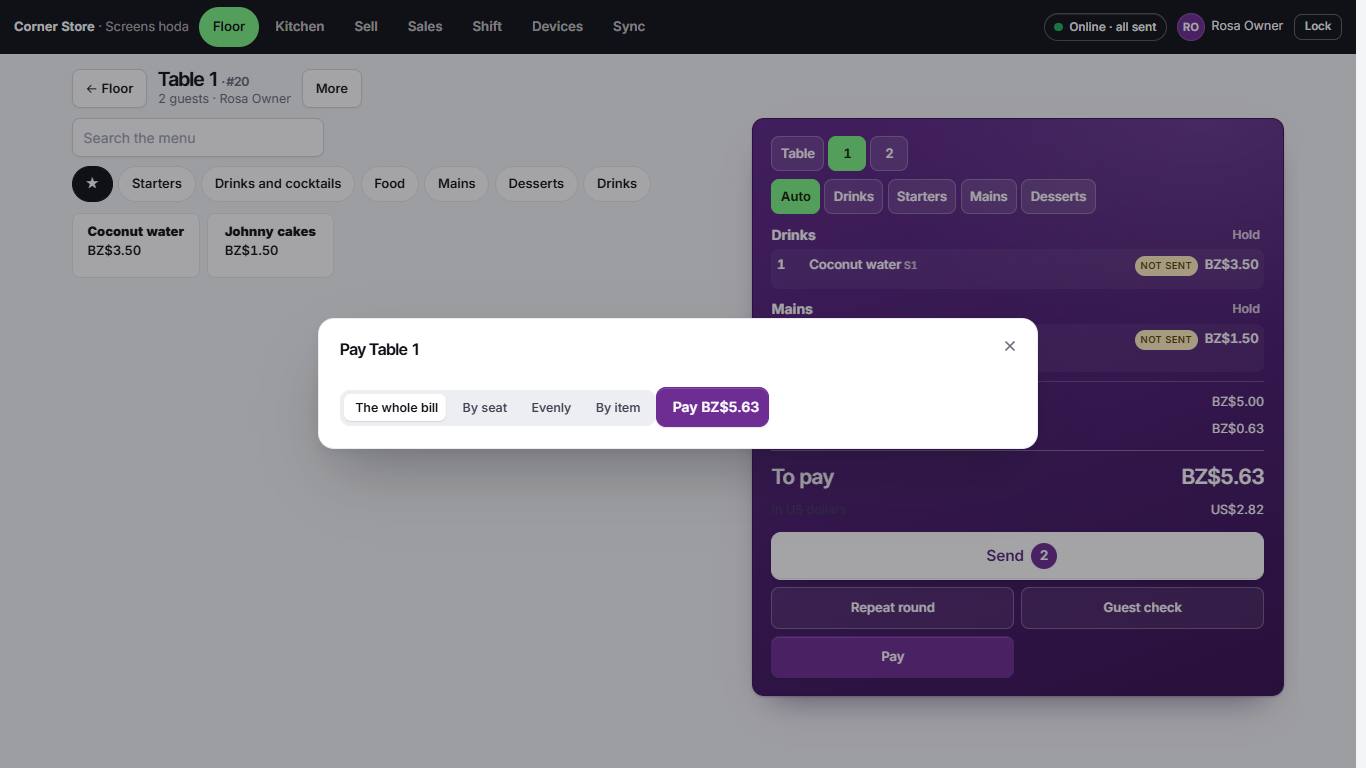 Corner Store · Screens hoda
Floor
Kitchen
Sell
Sales
Shift
Devices
Sync
Online · all sent
RO
Rosa Owner
Lock
← Floor
Table 1 · #20
2 guests · Rosa Owner
More
Search the menu
★
Starters
Drinks and cocktails
Food
Mains
Desserts
Drinks
Coconut water
BZ$3.50
Johnny cakes
BZ$1.50
Table
1
2
Auto
Drinks
Starters
Mains
Desserts
Drinks
Hold
1 Coconut water S1 NOT SENT BZ$3.50
Mains
Hold
NOT SENT BZ$1.50
Pay Table 1
×
The whole bill
By seat
Evenly
By item
Pay BZ$5.63
BZ$5.00
BZ$0.63
To pay BZ$5.63
In US dollars US$2.82
Send 2
Repeat round
Guest check
Pay